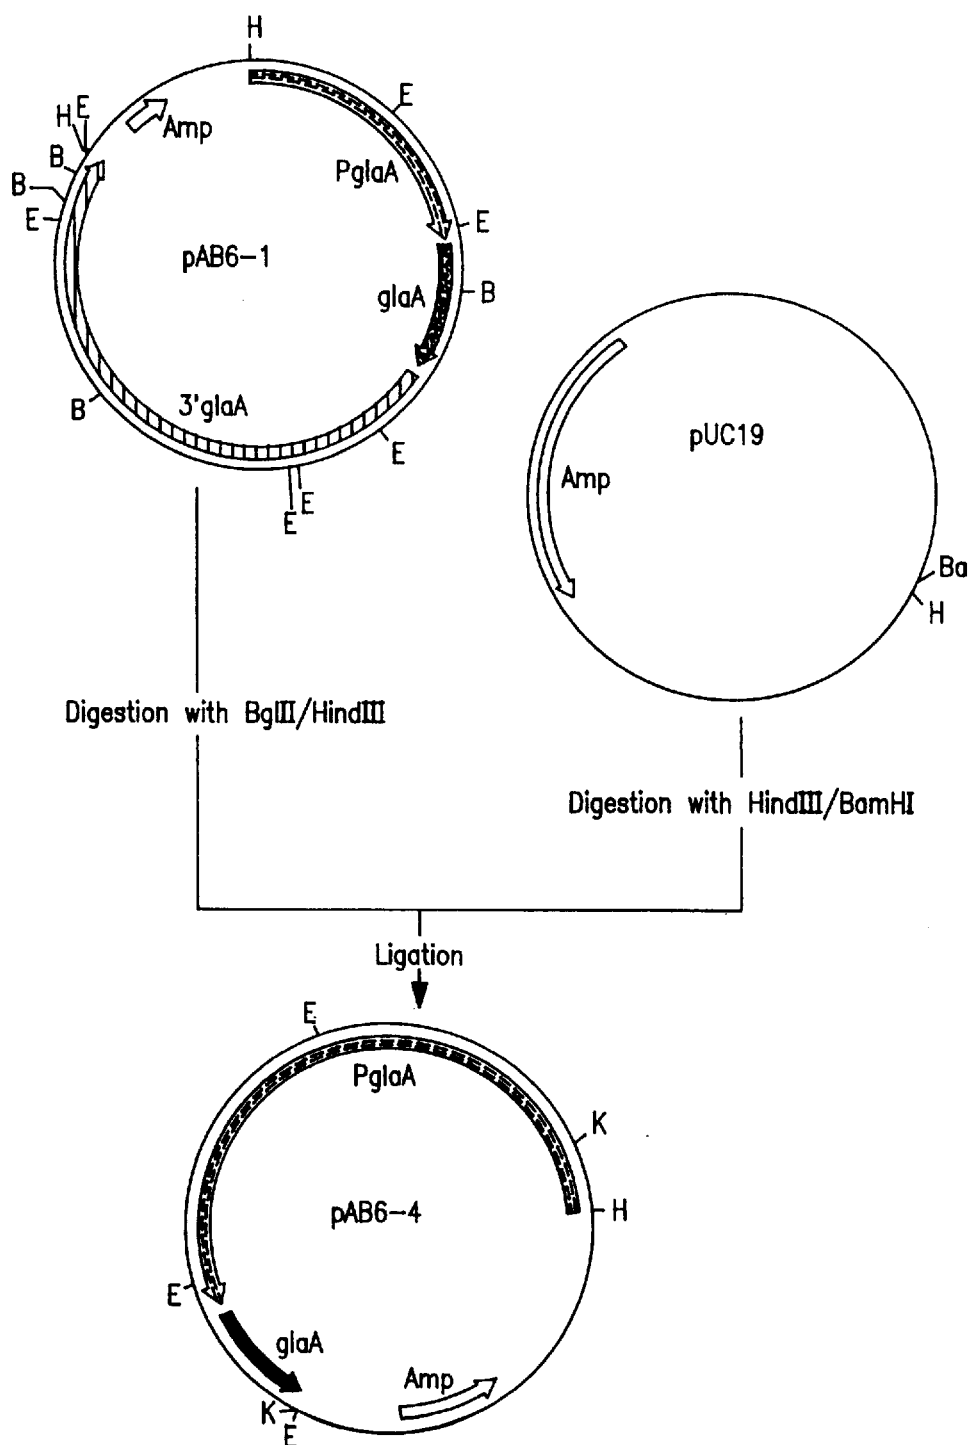 H
E
PglaA
E
glaA
B
E
E
E
3'glaA
B
E
B
B
H
E
Amp
pAB6-1
pUC19
Amp
Ba
H
Digestion with BglII/HindIII
Digestion with HindIII/BamHI
Ligation
E
PglaA
K
H
pAB6-4
E
glaA
K
E
Amp